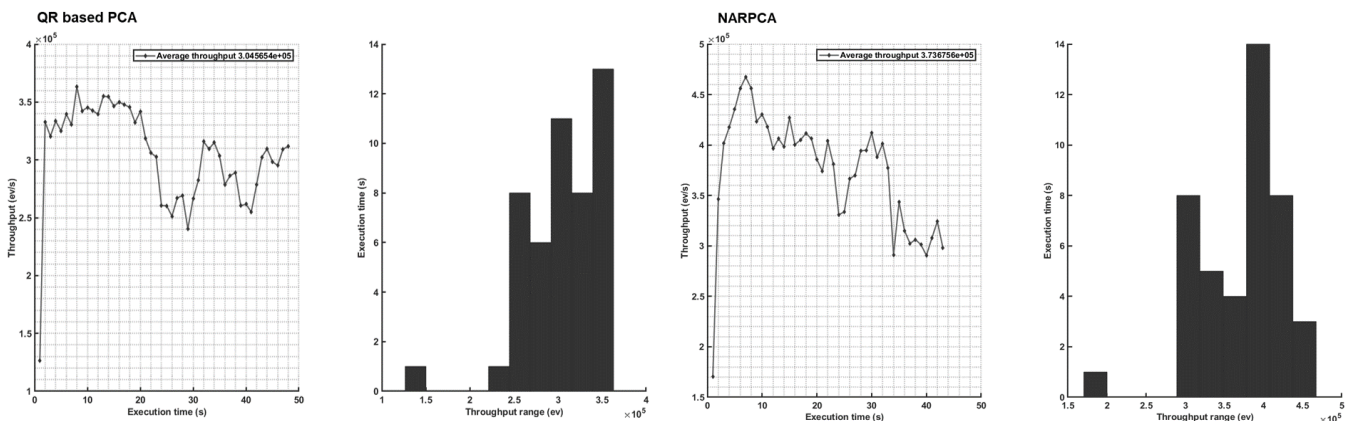 QR based PCA
×10^5
Average throughput 3.045654e+05
4
3.5
3
2.5
2
1.5
1
Throughput (ev/s)
0 10 20 30 40 50
Execution time (s)
14
12
10
8
6
4
2
0
Execution time (s)
1 1.5 2 2.5 3 3.5 4
Throughput range (ev)
×10^5
NARPCA
×10^5
Average throughput 3.736756e+05
5
4.5
4
3.5
3
2.5
2
1.5
Throughput (ev/s)
0 10 20 30 40 50
Execution time (s)
14
12
10
8
6
4
2
0
Execution time (s)
1.5 2 2.5 3 3.5 4 4.5 5
Throughput range (ev)
×10^5